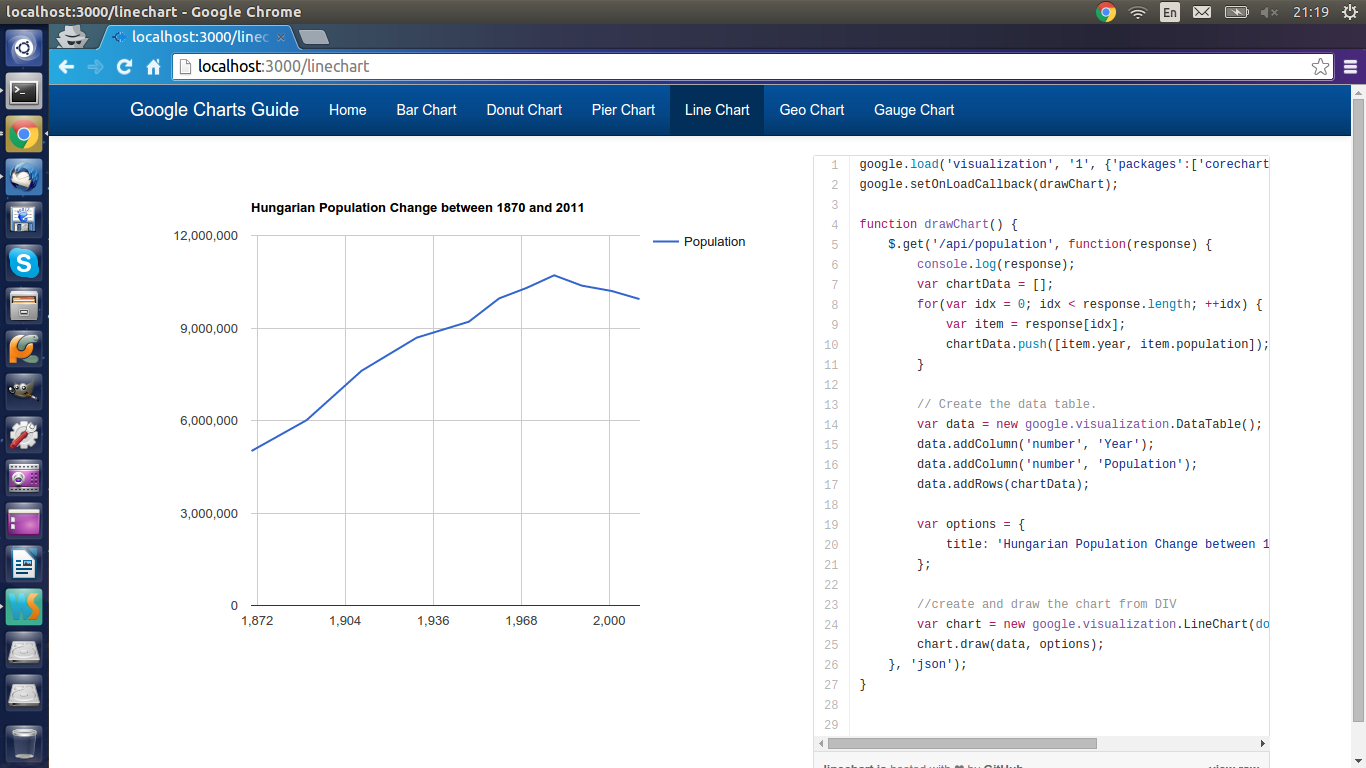 localhost:3000/linechart - Google Chrome
En
21:19
localhost:3000/linec
localhost:3000/linechart
Google Charts Guide Home Bar Chart Donut Chart Pier Chart Line Chart Geo Chart Gauge Chart
Hungarian Population Change between 1870 and 2011
Population
12,000,000
9,000,000
6,000,000
3,000,000
0
1,872 1,904 1,936 1,968 2,000
1 google.load('visualization', '1', {'packages':['corechart
2 google.setOnLoadCallback(drawChart);
3
4 function drawChart() {
5     $.get('/api/population', function(response) {
6         console.log(response);
7         var chartData = [];
8         for(var idx = 0; idx < response.length; ++idx) {
9             var item = response[idx];
10             chartData.push([item.year, item.population]);
11         }
12
13         // Create the data table.
14         var data = new google.visualization.DataTable();
15         data.addColumn('number', 'Year');
16         data.addColumn('number', 'Population');
17         data.addRows(chartData);
18
19         var options = {
20             title: 'Hungarian Population Change between 1
21         };
22
23         //create and draw the chart from DIV
24         var chart = new google.visualization.LineChart(do
25         chart.draw(data, options);
26     }, 'json');
27 }
28
29
linechart.js hosted with ❤ by GitHub view raw